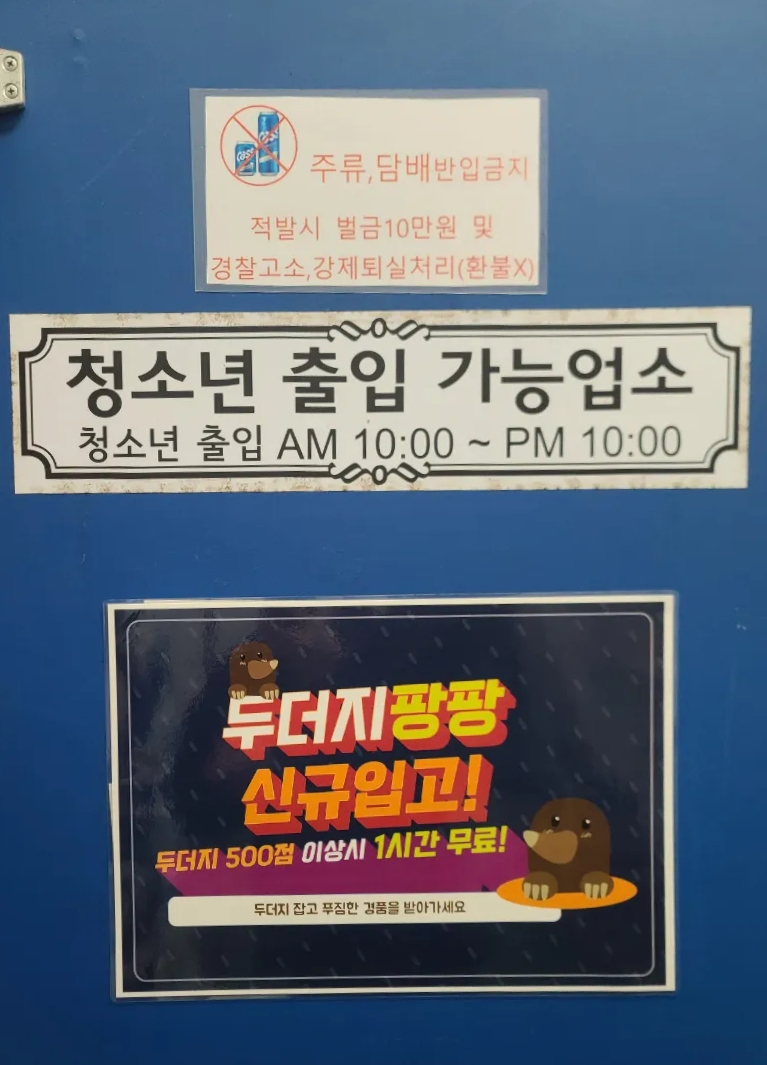 주류,담배반입금지
적발시 벌금10만원 및
경찰고소,강제퇴실처리(환불X)
청소년 출입 가능업소
청소년 출입 AM 10:00 ~ PM 10:00
두더지팡팡
신규입고!
두더지 500점 이상시 1시간 무료!
두더지 잡고 푸짐한 경품을 받아가세요